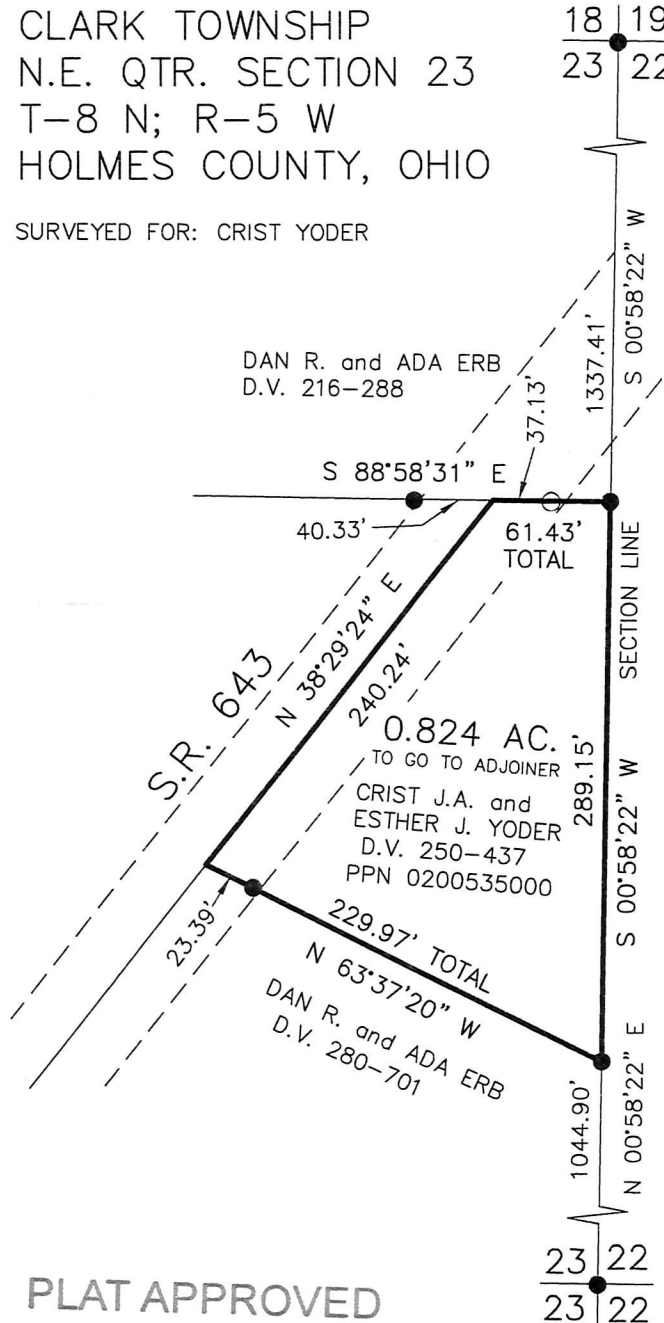 CLARK TOWNSHIP
N.E. QTR. SECTION 23
T-8 N; R-5 W
HOLMES COUNTY, OHIO
SURVEYED FOR: CRIST YODER
18 19
23 22
S 00°58'22" W
1337.41'
DAN R. and ADA ERB
D.V. 216-288
37.13'
S 88°58'31" E
40.33'
61.43'
TOTAL
SECTION LINE
N 38°29'24" E
240.24'
S.R. 643
0.824 AC.
TO GO TO ADJOINER
CRIST J.A. and
ESTHER J. YODER
D.V. 250-437
PPN 0200535000
289.15'
S 00°58'22" W
23.39'
229.97' TOTAL
N 63°37'20" W
DAN R. and ADA ERB
D.V. 280-701
1044.90'
N 00°58'22" E
23 22
23 22
PLAT APPROVED